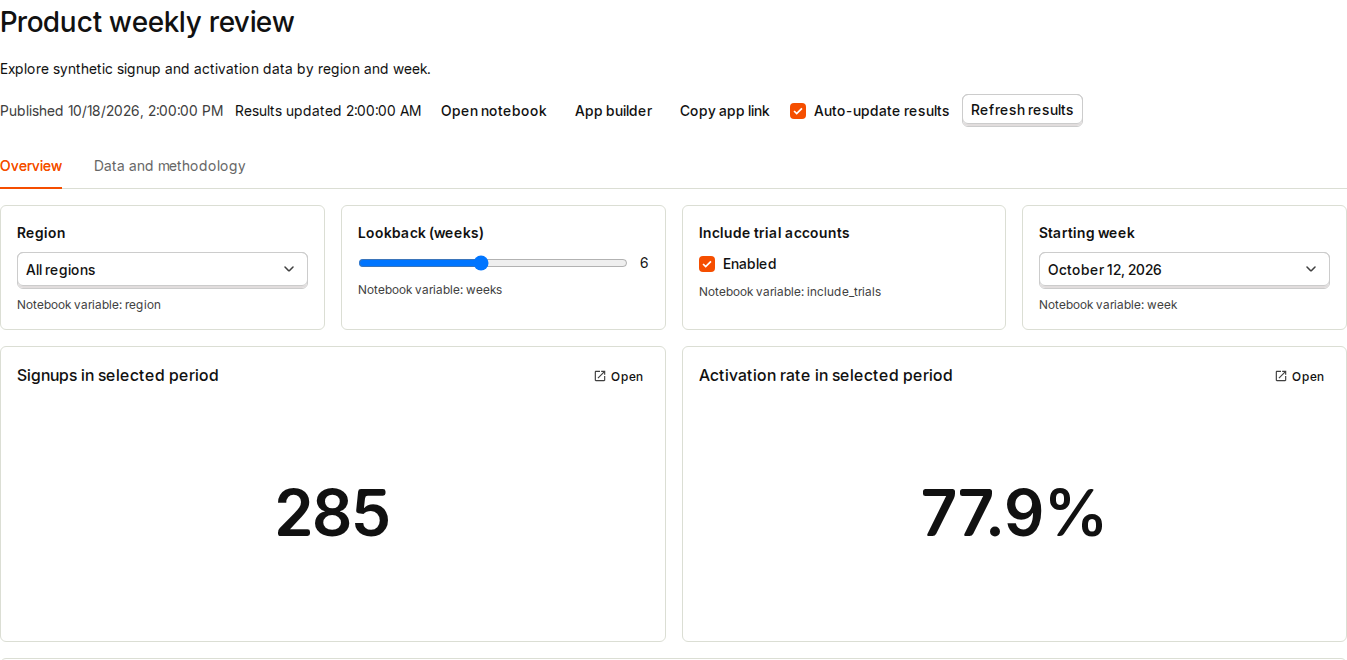 Product weekly review
Explore synthetic signup and activation data by region and week.
Published 10/18/2026, 2:00:00 PM Results updated 2:00:00 AM Open notebook App builder Copy app link Auto-update results Refresh results
Overview Data and methodology
Region
All regions
Notebook variable: region
Lookback (weeks)
6
Notebook variable: weeks
Include trial accounts
Enabled
Notebook variable: include_trials
Starting week
October 12, 2026
Notebook variable: week
Signups in selected period Open
285
Activation rate in selected period Open
77.9%